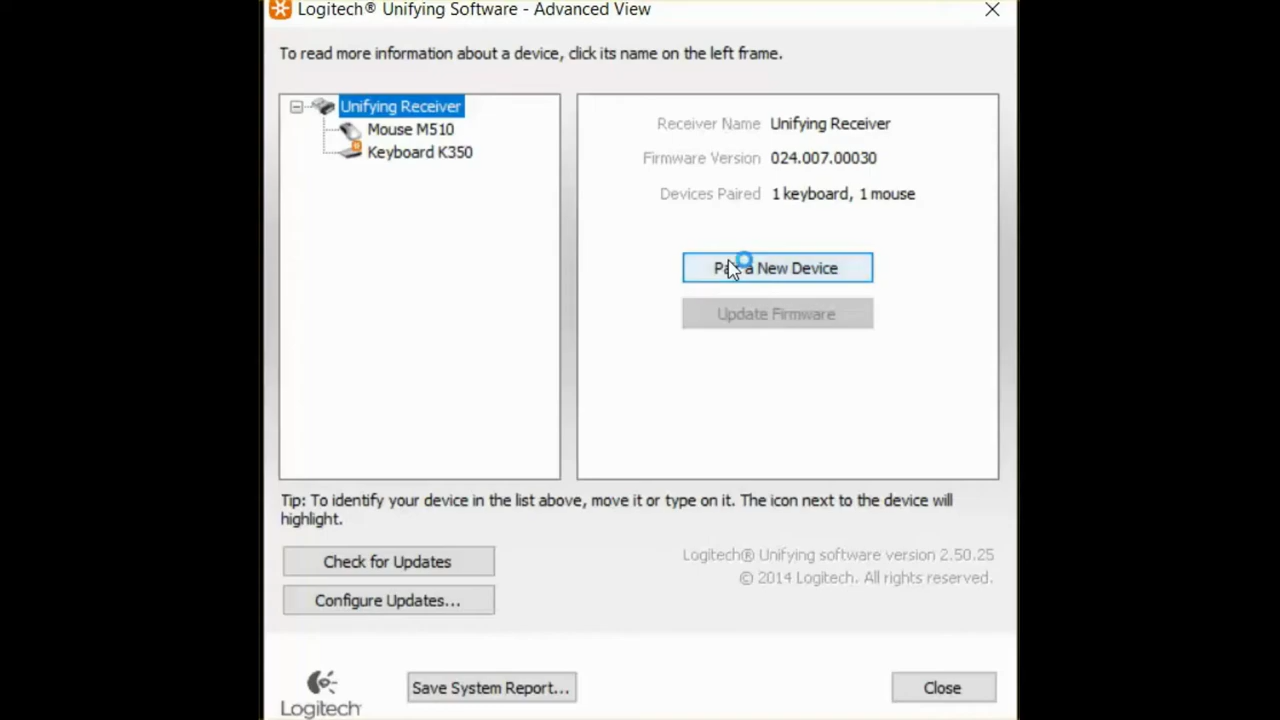 Logitech® Unifying Software - Advanced View
To read more information about a device, click its name on the left frame.
Unifying Receiver
Mouse M510
Keyboard K350
Receiver Name Unifying Receiver
Firmware Version 024.007.00030
Devices Paired 1 keyboard, 1 mouse
Pair a New Device
Update Firmware
Tip: To identify your device in the list above, move it or type on it. The icon next to the device will
highlight.
Check for Updates
Configure Updates...
Logitech® Unifying software version 2.50.25
© 2014 Logitech. All rights reserved.
Logitech
Save System Report...
Close